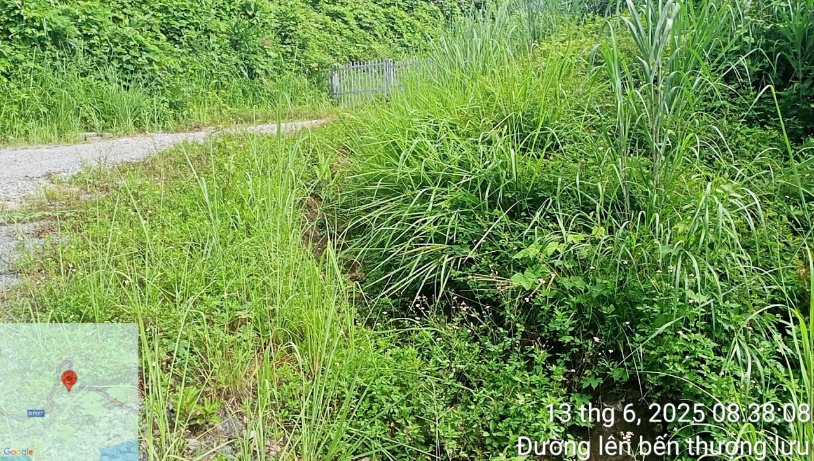 13 thg 6, 2025 08:38:08
Đường lên bến thượng lưu
Google